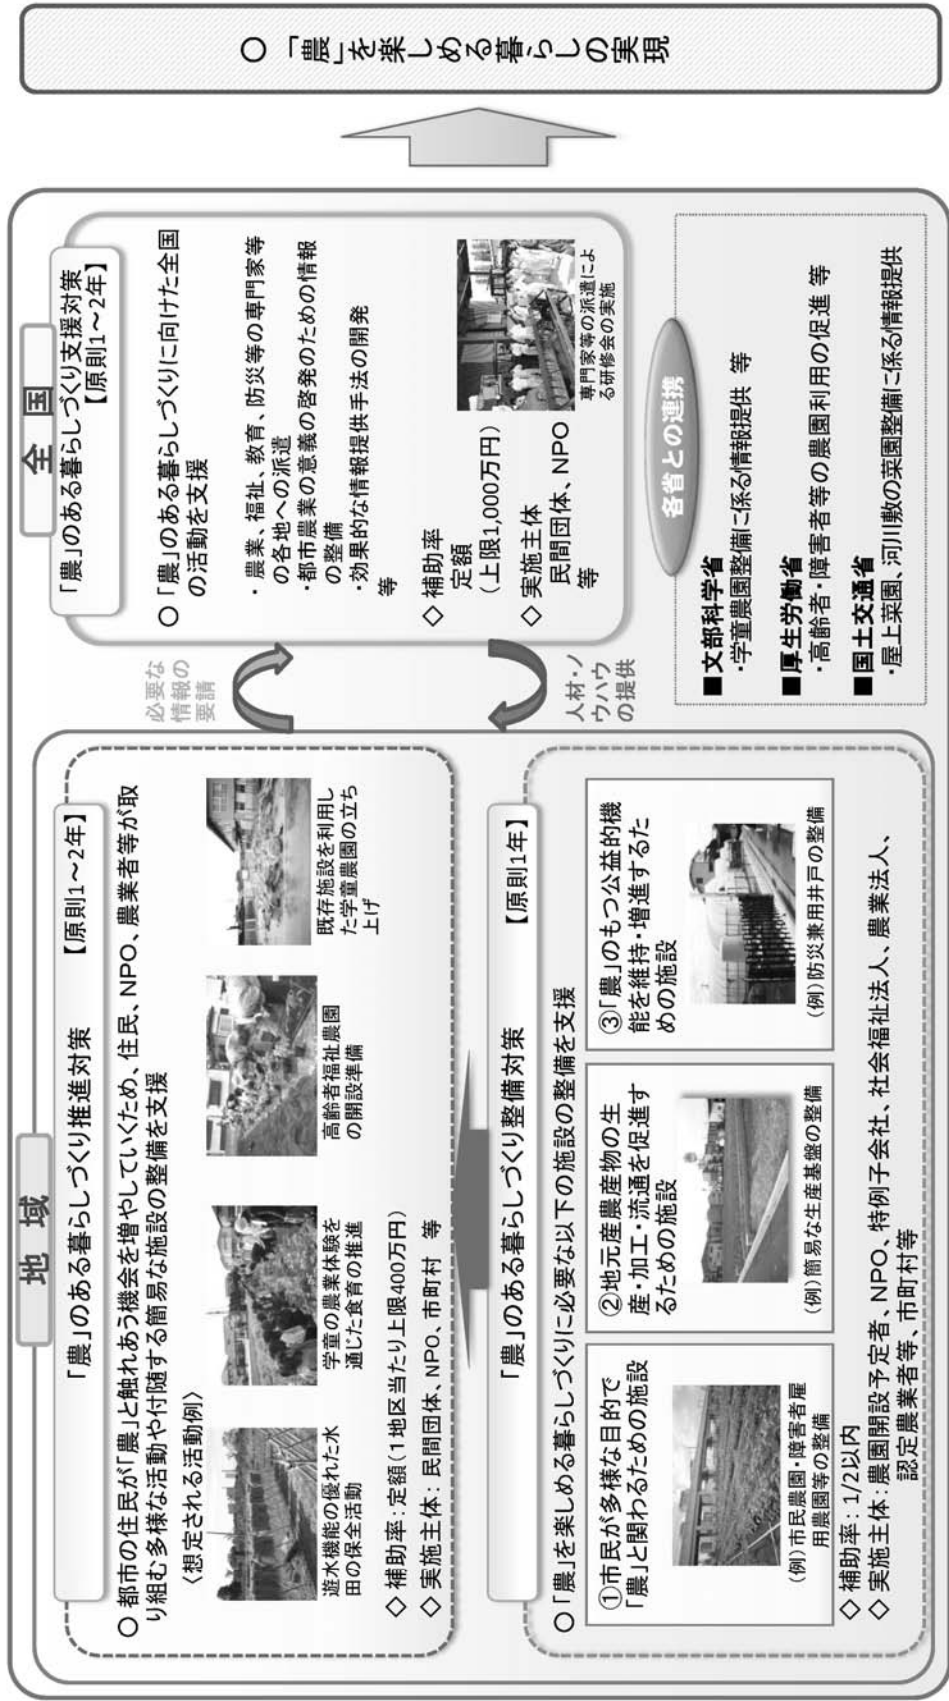 地 域
「農」のある暮らしづくり推進対策 【原則1～2年】
○ 都市の住民が「農」と触れあう機会を増やしていくため、住民、NPO、農業者等が取
り組む多様な活動や付随する簡易な施設の整備を支援
〈想定される活動例〉
遊水機能の優れた水
田の保全活動
学童の農業体験を
通じた食育の推進
高齢者福祉農園
の開設準備
既存施設を利用し
た学童農園の立ち
上げ
◇ 補助率：定額（1地区当たり上限400万円）
◇ 実施主体：民間団体、NPO、市町村 等
「農」のある暮らしづくり整備対策 【原則1年】
○「農」を楽しめる暮らしづくりに必要な以下の施設の整備を支援
①市民が多様な目的で
「農」と関わるための施設
(例)市民農園・障害者雇
用農園等の整備
②地元産農産物の生
産・加工・流通を促進す
るための施設
(例)簡易な生産基盤の整備
③「農」のもつ公益的機
能を維持・増進するた
めの施設
(例)防災兼用井戸の整備
◇ 補助率：1/2以内
◇ 実施主体：農園開設予定者、NPO、特例子会社、社会福祉法人、農業法人、
認定農業者等、市町村等
必要な
情報の
要請
人材・ノ
ウハウ
の提供
全 国
「農」のある暮らしづくり支援対策
【原則1～2年】
○「農」のある暮らしづくりに向けた全国
の活動を支援
・農業、福祉、教育、防災等の専門家等
の各地への派遣
・都市農業の意義の啓発のための情報
の整備
・効果的な情報提供手法の開発
等
◇ 補助率
定額
（上限1,000万円）
◇ 実施主体
民間団体、NPO
等
専門家等の派遣によ
る研修会の実施
各省との連携
■文部科学省
・学童農園整備に係る情報提供 等
■厚生労働省
・高齢者・障害者等の農園利用の促進 等
■国土交通省
・屋上菜園、河川敷の菜園整備に係る情報提供
○ 「農」を楽しめる暮らしの実現